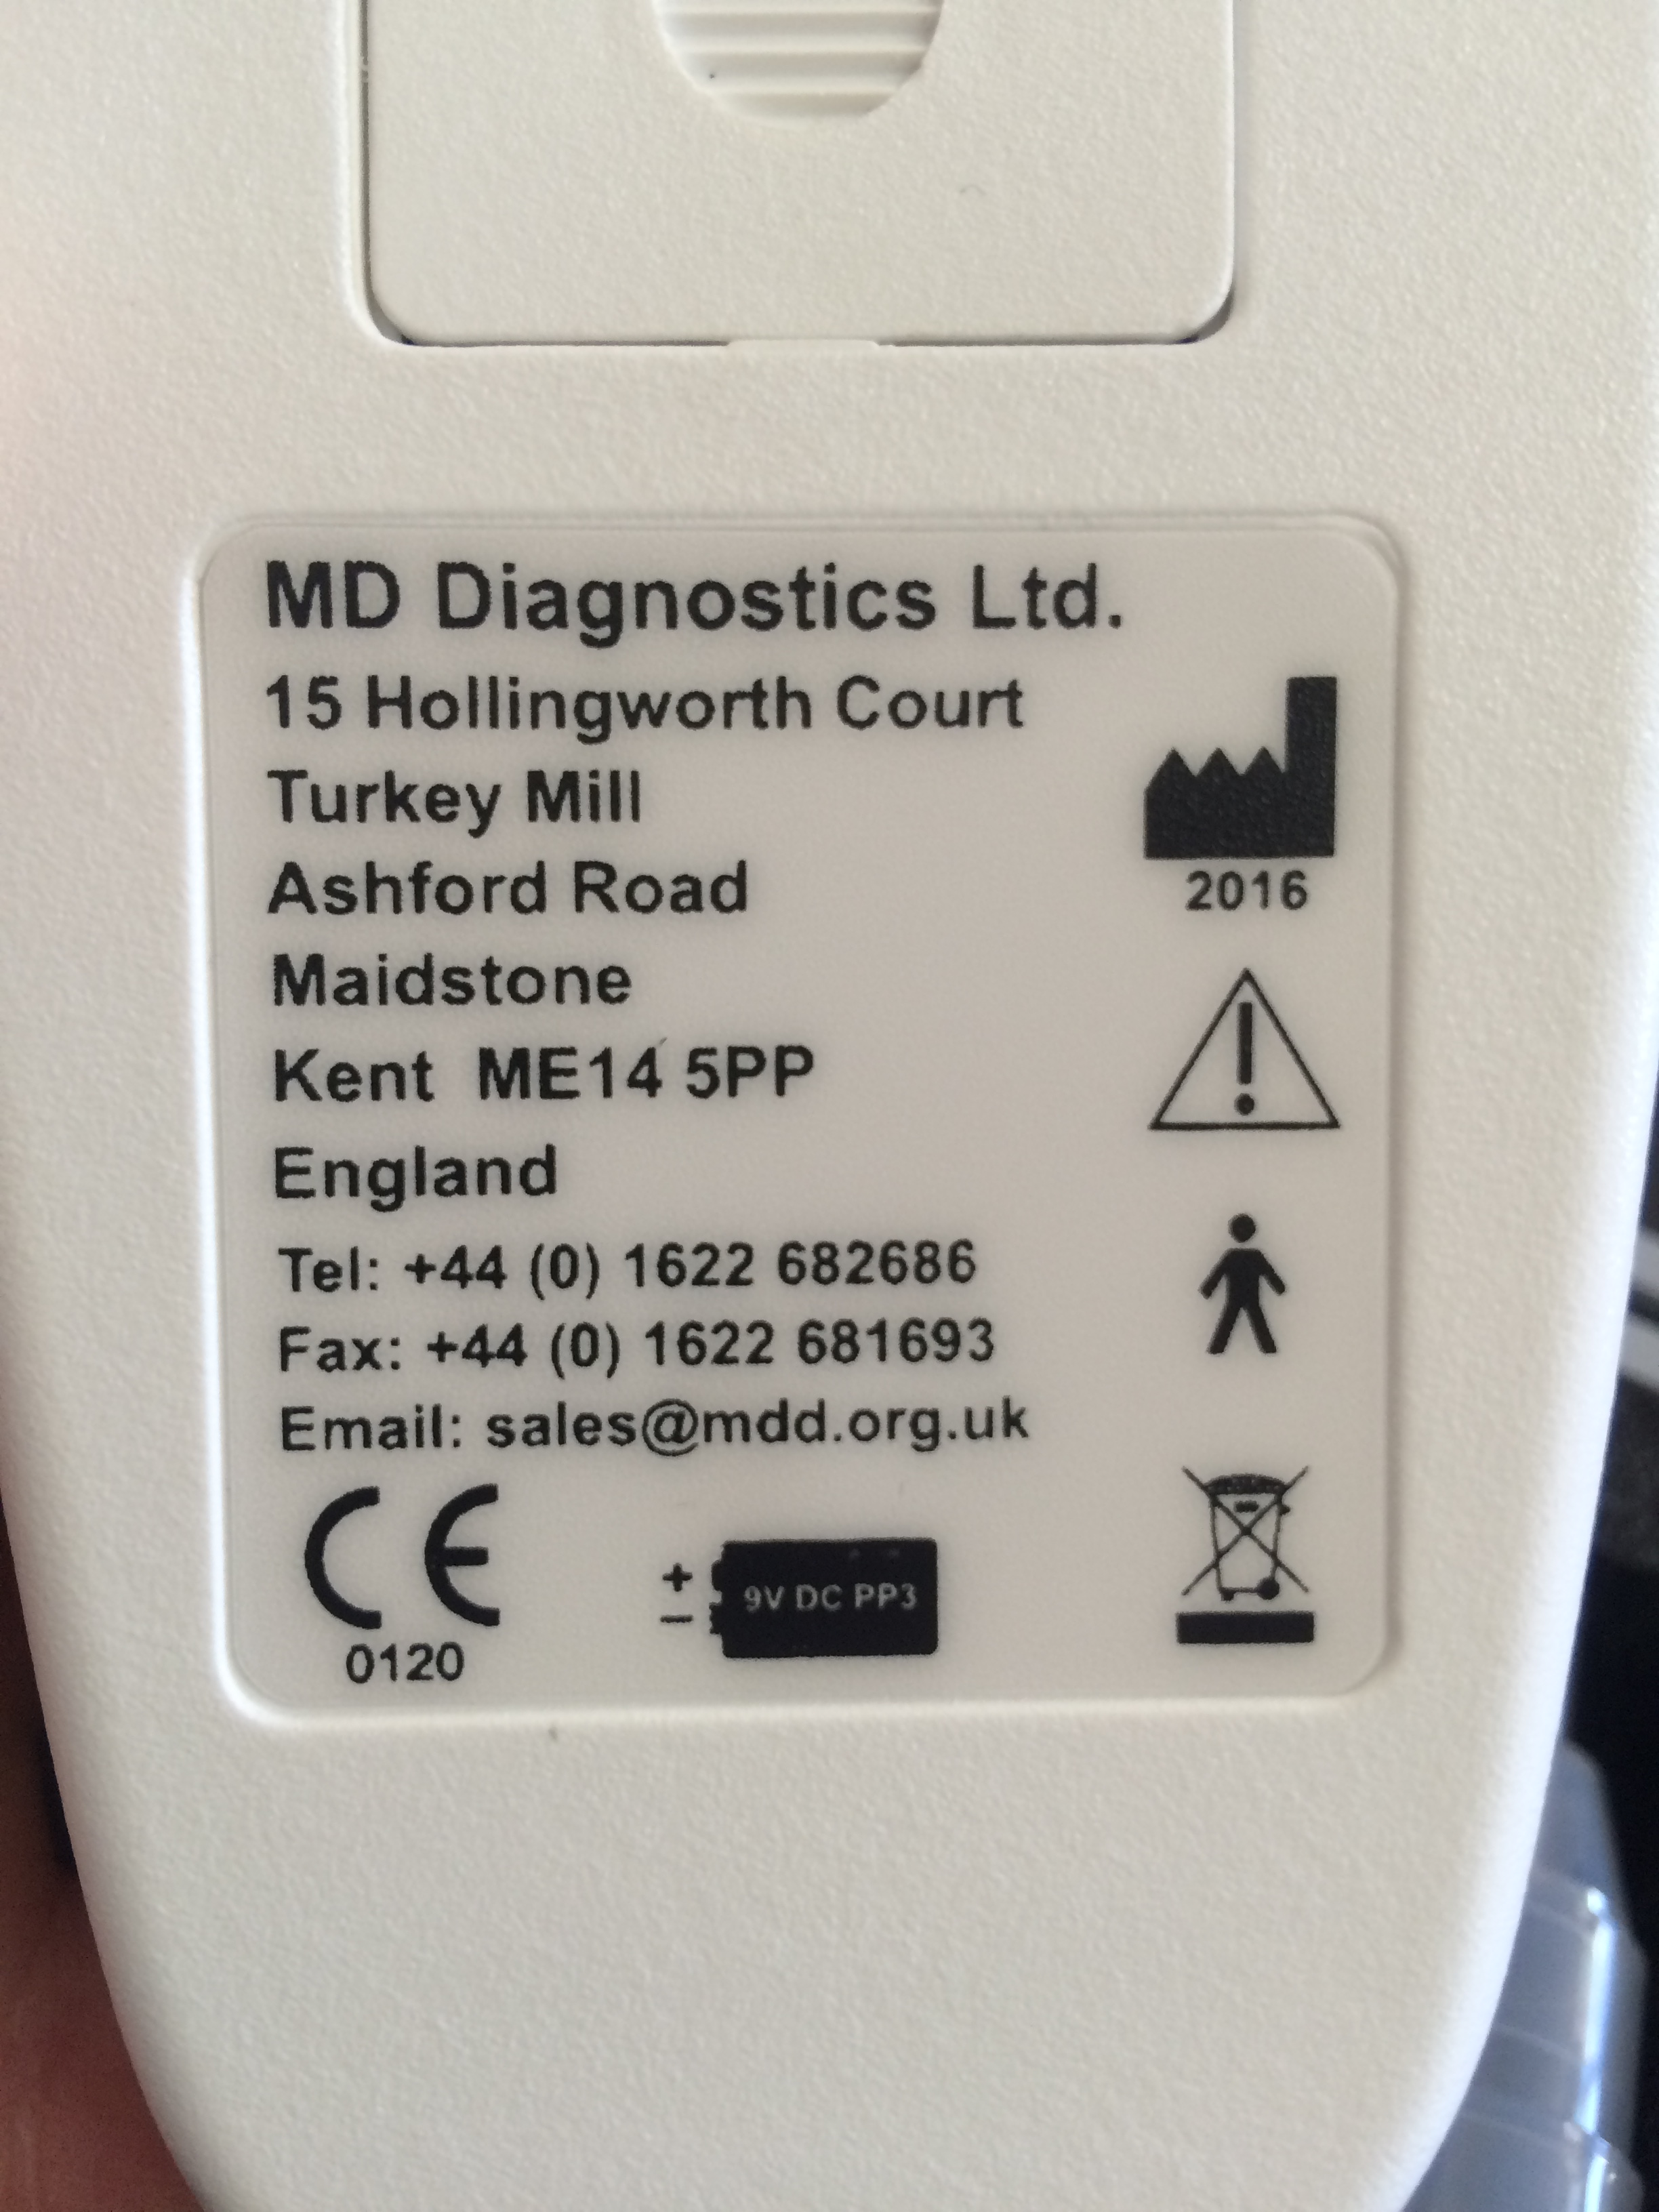 MD Diagnostics Ltd.
15 Hollingworth Court
Turkey Mill
Ashford Road
Maidstone
Kent ME14 5PP
England
Tel: +44 (0) 1622 682686
Fax: +44 (0) 1622 681693
Email: sales@mdd.org.uk
2016
CE
0120
+
−
9V DC PP3